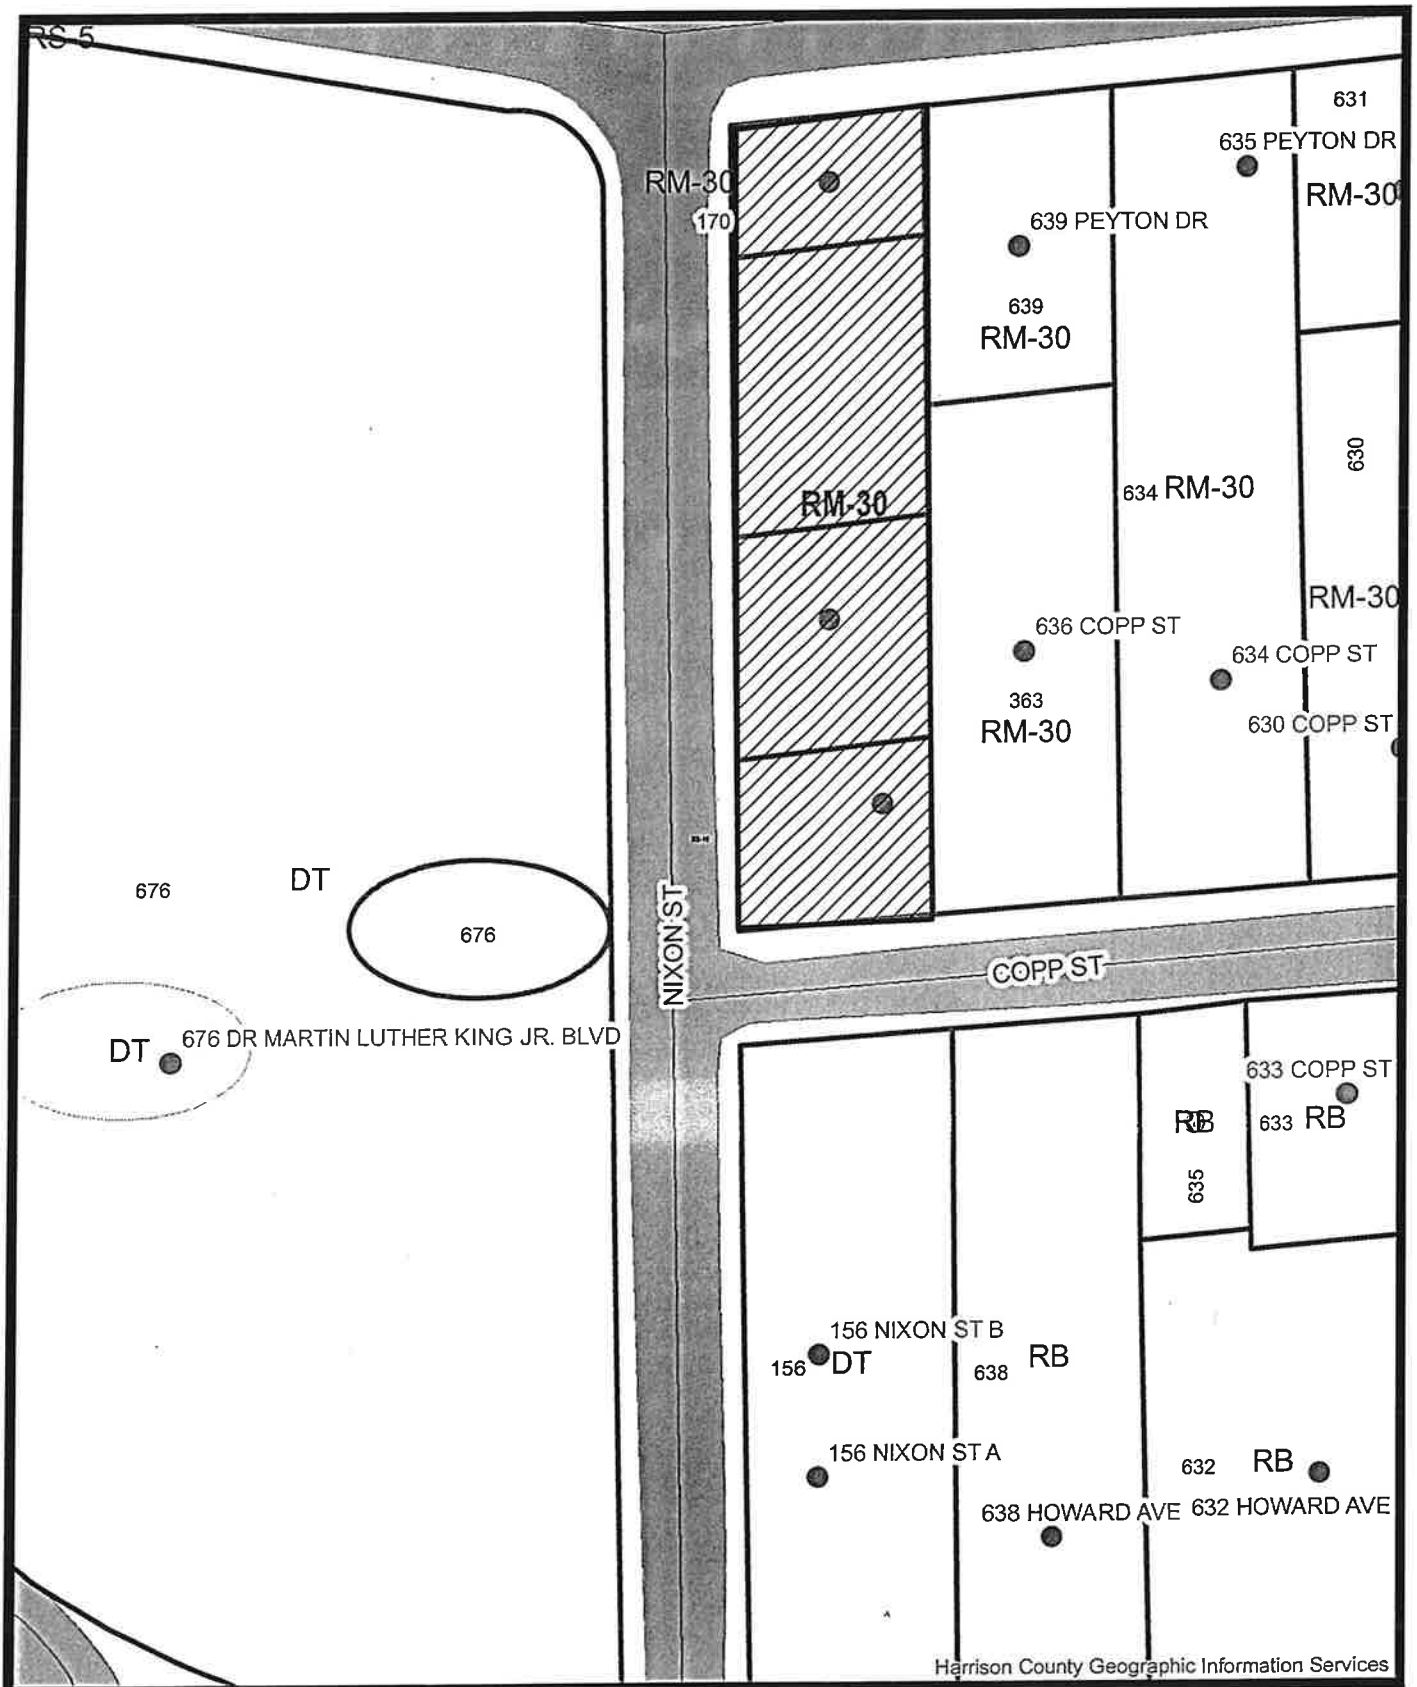 RS-5
631
635 PEYTON DR
RM-30
RM-30
170
639 PEYTON DR
639
RM-30
630
634 RM-30
RM-30
RM-30
636 COPP ST
634 COPP ST
363
630 COPP ST
RM-30
DT
676
676
NIXON ST
COPP ST
676 DR MARTIN LUTHER KING JR. BLVD
DT
633 COPP ST
633 RB
635
156 NIXON ST B
156 DT
638 RB
156 NIXON ST A
632 RB
638 HOWARD AVE
632 HOWARD AVE
Harrison County Geographic Information Services